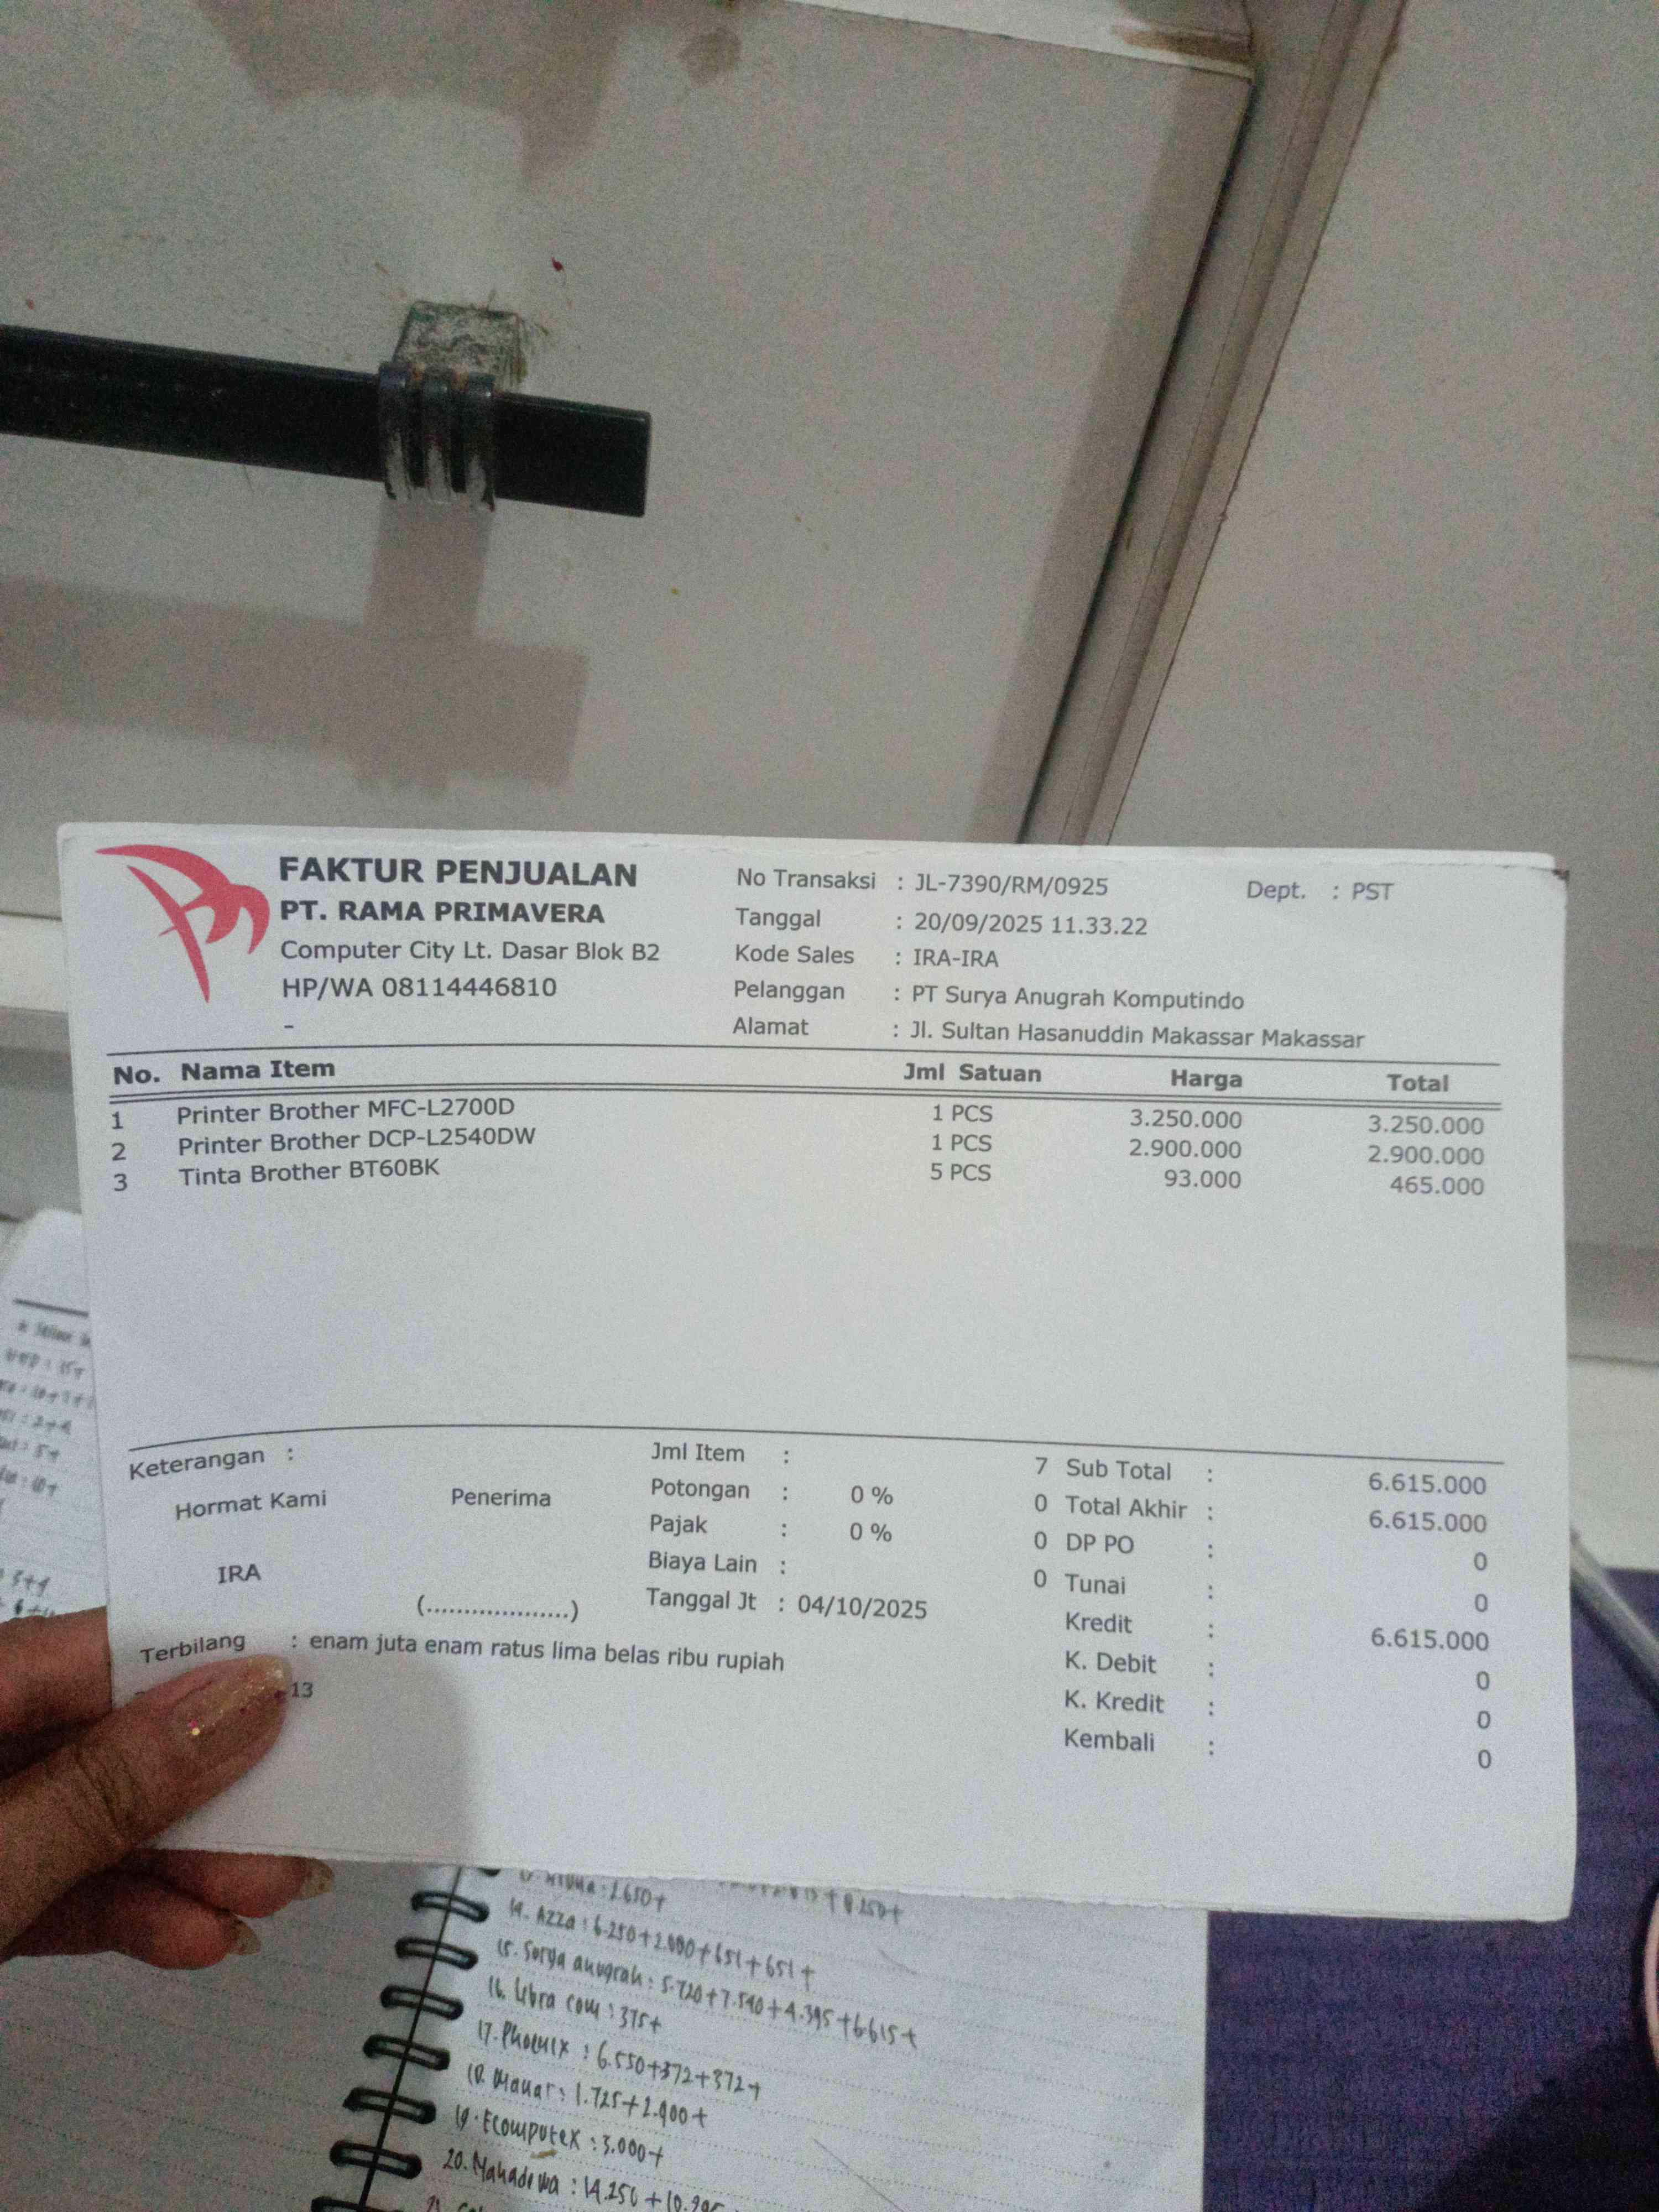 FAKTUR PENJUALAN
PT. RAMA PRIMAVERA
Computer City Lt. Dasar Blok B2
HP/WA 08114446810
-
No Transaksi : JL-7390/RM/0925 Dept. : PST
Tanggal : 20/09/2025 11.33.22
Kode Sales : IRA-IRA
Pelanggan : PT Surya Anugrah Komputindo
Alamat : Jl. Sultan Hasanuddin Makassar Makassar
No. Nama Item Jml Satuan Harga Total
1 Printer Brother MFC-L2700D 1 PCS 3.250.000 3.250.000
2 Printer Brother DCP-L2540DW 1 PCS 2.900.000 2.900.000
3 Tinta Brother BT60BK 5 PCS 93.000 465.000
Keterangan :
Hormat Kami Penerima
IRA
(...................)
Jml Item : 7
Potongan : 0 % 0
Pajak : 0 % 0
Biaya Lain : 0
Tanggal Jt : 04/10/2025
Sub Total : 6.615.000
Total Akhir : 6.615.000
DP PO : 0
Tunai : 0
Kredit : 6.615.000
K. Debit : 0
K. Kredit : 0
Kembali : 0
Terbilang : enam juta enam ratus lima belas ribu rupiah
13
14. Azza : 6.250+2.000+651+651+
15. Surya anugrah : 5.720+7.540+4.395+6.615+
16. Libra com : 375+
17. Phoenix : 6.550+372+372+
18. Manar : 1.725+2.900+
19. Ecomputex : 3.000+
20. Mahadewa : 14.250+10.295